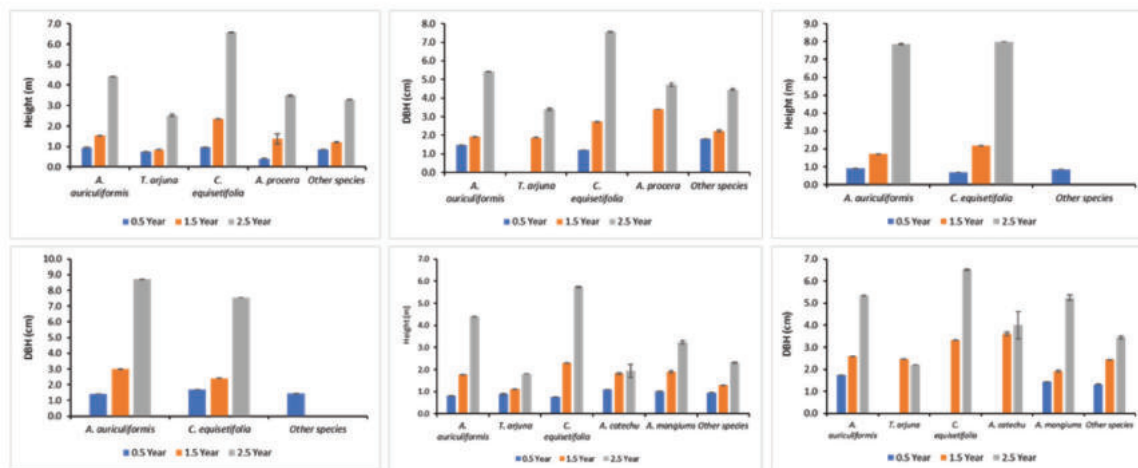 Height (m)
7.0
6.0
5.0
4.0
3.0
2.0
1.0
0.0
A. auriculiformis
T. arjuna
C. equisetifolia
A. procera
Other species
0.5 Year 1.5 Year 2.5 Year
DBH (cm)
8.0
7.0
6.0
5.0
4.0
3.0
2.0
1.0
0.0
A. auriculiformis
T. arjuna
C. equisetifolia
A. procera
Other species
0.5 Year 1.5 Year 2.5 Year
Height (m)
9.0
8.0
7.0
6.0
5.0
4.0
3.0
2.0
1.0
0.0
A. auriculiformis
C. equisetifolia
Other species
0.5 Year 1.5 Year 2.5 Year
DBH (cm)
10.0
9.0
8.0
7.0
6.0
5.0
4.0
3.0
2.0
1.0
0.0
A. auriculiformis
C. equisetifolia
Other species
0.5 Year 1.5 Year 2.5 Year
Height (m)
7.0
6.0
5.0
4.0
3.0
2.0
1.0
0.0
A. auriculiformis
T. arjuna
C. equisetifolia
A. catechu
A. mangiums
Other species
0.5 Year 1.5 Year 2.5 Year
DBH (cm)
7.0
6.0
5.0
4.0
3.0
2.0
1.0
0.0
A. auriculiformis
T. arjuna
C. equisetifolia
A. catechu
A. mangiums
Other species
0.5 Year 1.5 Year 2.5 Year